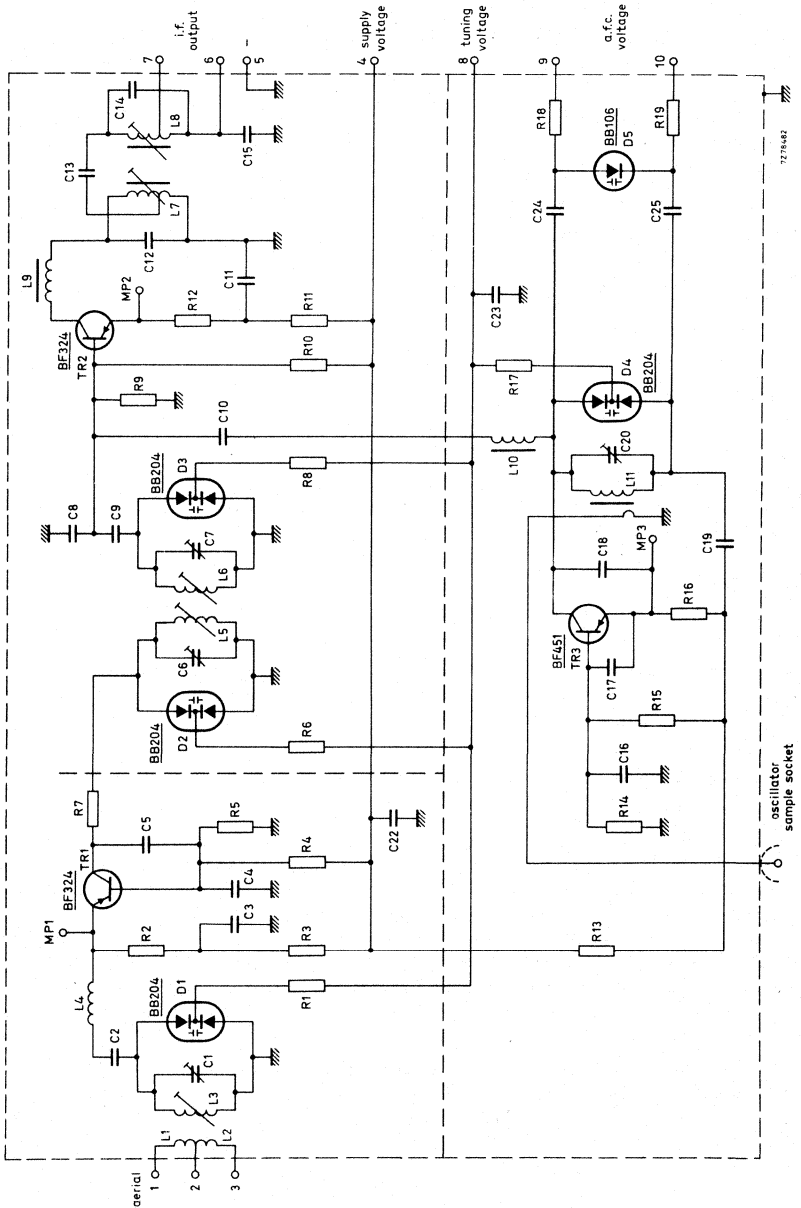 aerial
1
2
3
L1
L2
L3
C1
C2
L4
BB204
D1
R1
MP1
R2
C3
R3
BF324
TR1
C4
R4
R5
C5
R7
C22
BB204
D2
R6
C6
L5
L6
C7
BB204
D3
R8
C8
C9
C10
R9
BF324
TR2
R10
MP2
R12
R11
L9
C11
C12
L7
C13
L8
C14
C15
7
i.f.
output
6
5
–
4
supply
voltage
8
tuning
voltage
9
a.f.c.
voltage
10
R13
R14
C16
R15
BF451
TR3
C17
C18
MP3
R16
C19
L10
L11
C20
R17
D4
BB204
C23
C24
C25
BB106
D5
R18
R19
oscillator
sample socket
7Z76482